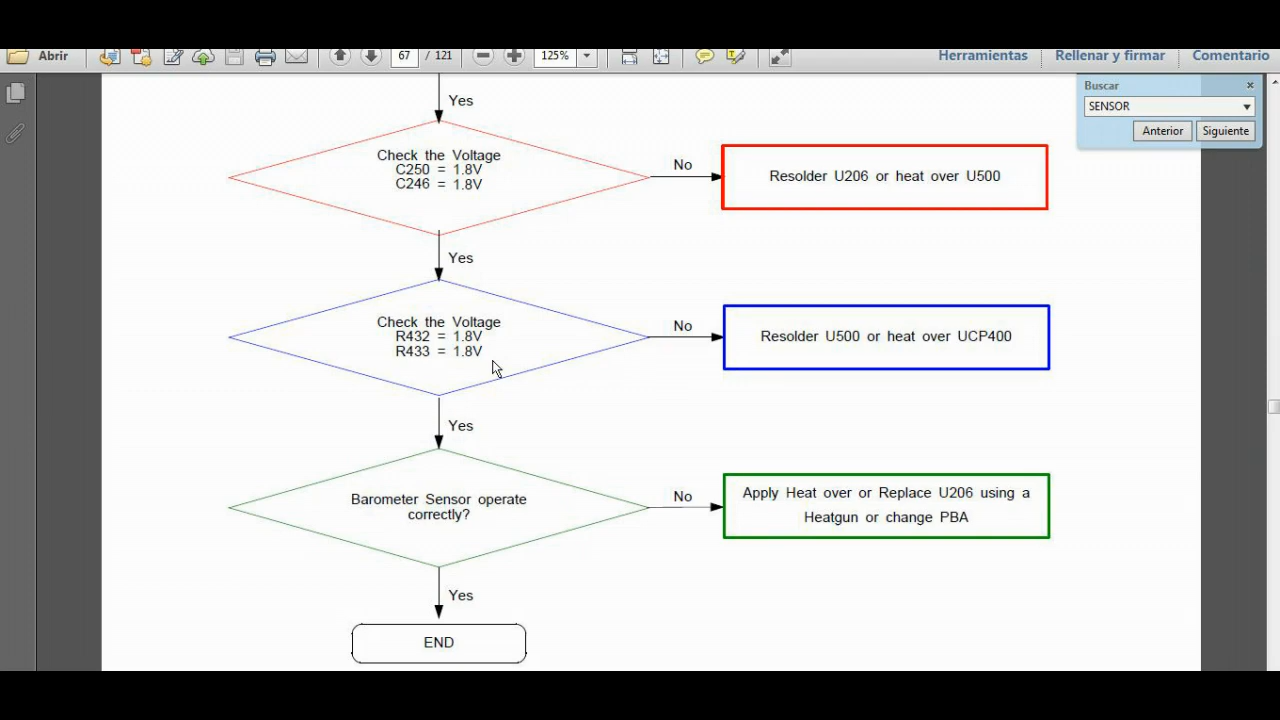 Abrir
67 / 121
125%
Herramientas
Rellenar y firmar
Comentario
Buscar
SENSOR
Anterior
Siguiente
Yes
Check the Voltage
C250 = 1.8V
C246 = 1.8V
No
Resolder U206 or heat over U500
Yes
Check the Voltage
R432 = 1.8V
R433 = 1.8V
No
Resolder U500 or heat over UCP400
Yes
Barometer Sensor operate
correctly?
No
Apply Heat over or Replace U206 using a
Heatgun or change PBA
Yes
END